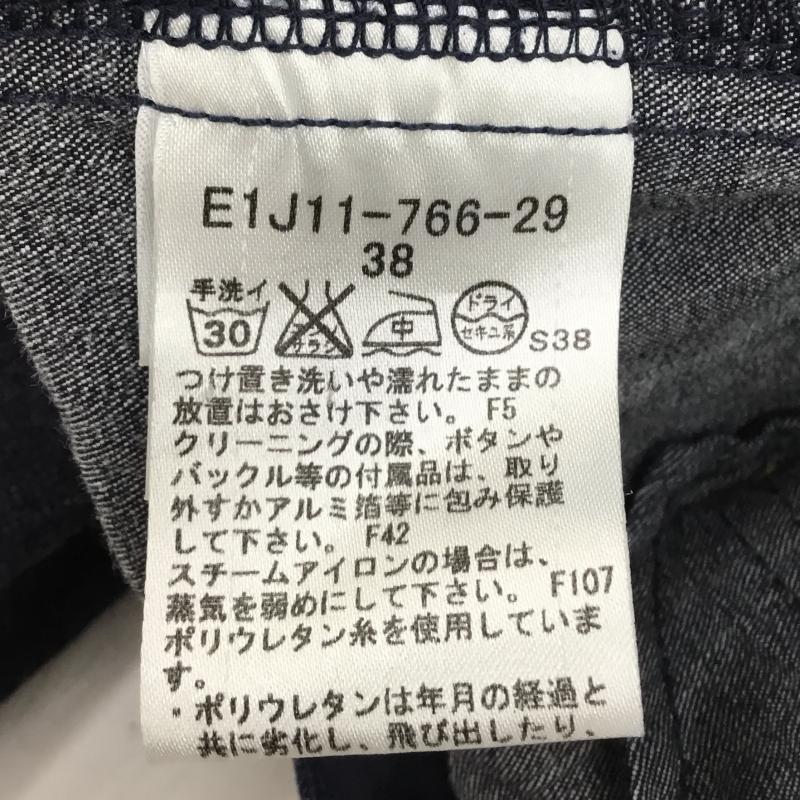 E1J11-766-29
38
手洗イ
30
サラシ
中
ドライ
セキユ系
S38
つけ置き洗いや濡れたままの
放置はおさけ下さい。 F5
クリーニングの際、ボタンや
バックル等の付属品は、取り
外すかアルミ箔等に包み保護
して下さい。 F42
スチームアイロンの場合は、
蒸気を弱めにして下さい。 F107
ポリウレタン糸を使用していま
す。
・ポリウレタンは年月の経過と
共に劣化し、飛び出したり、